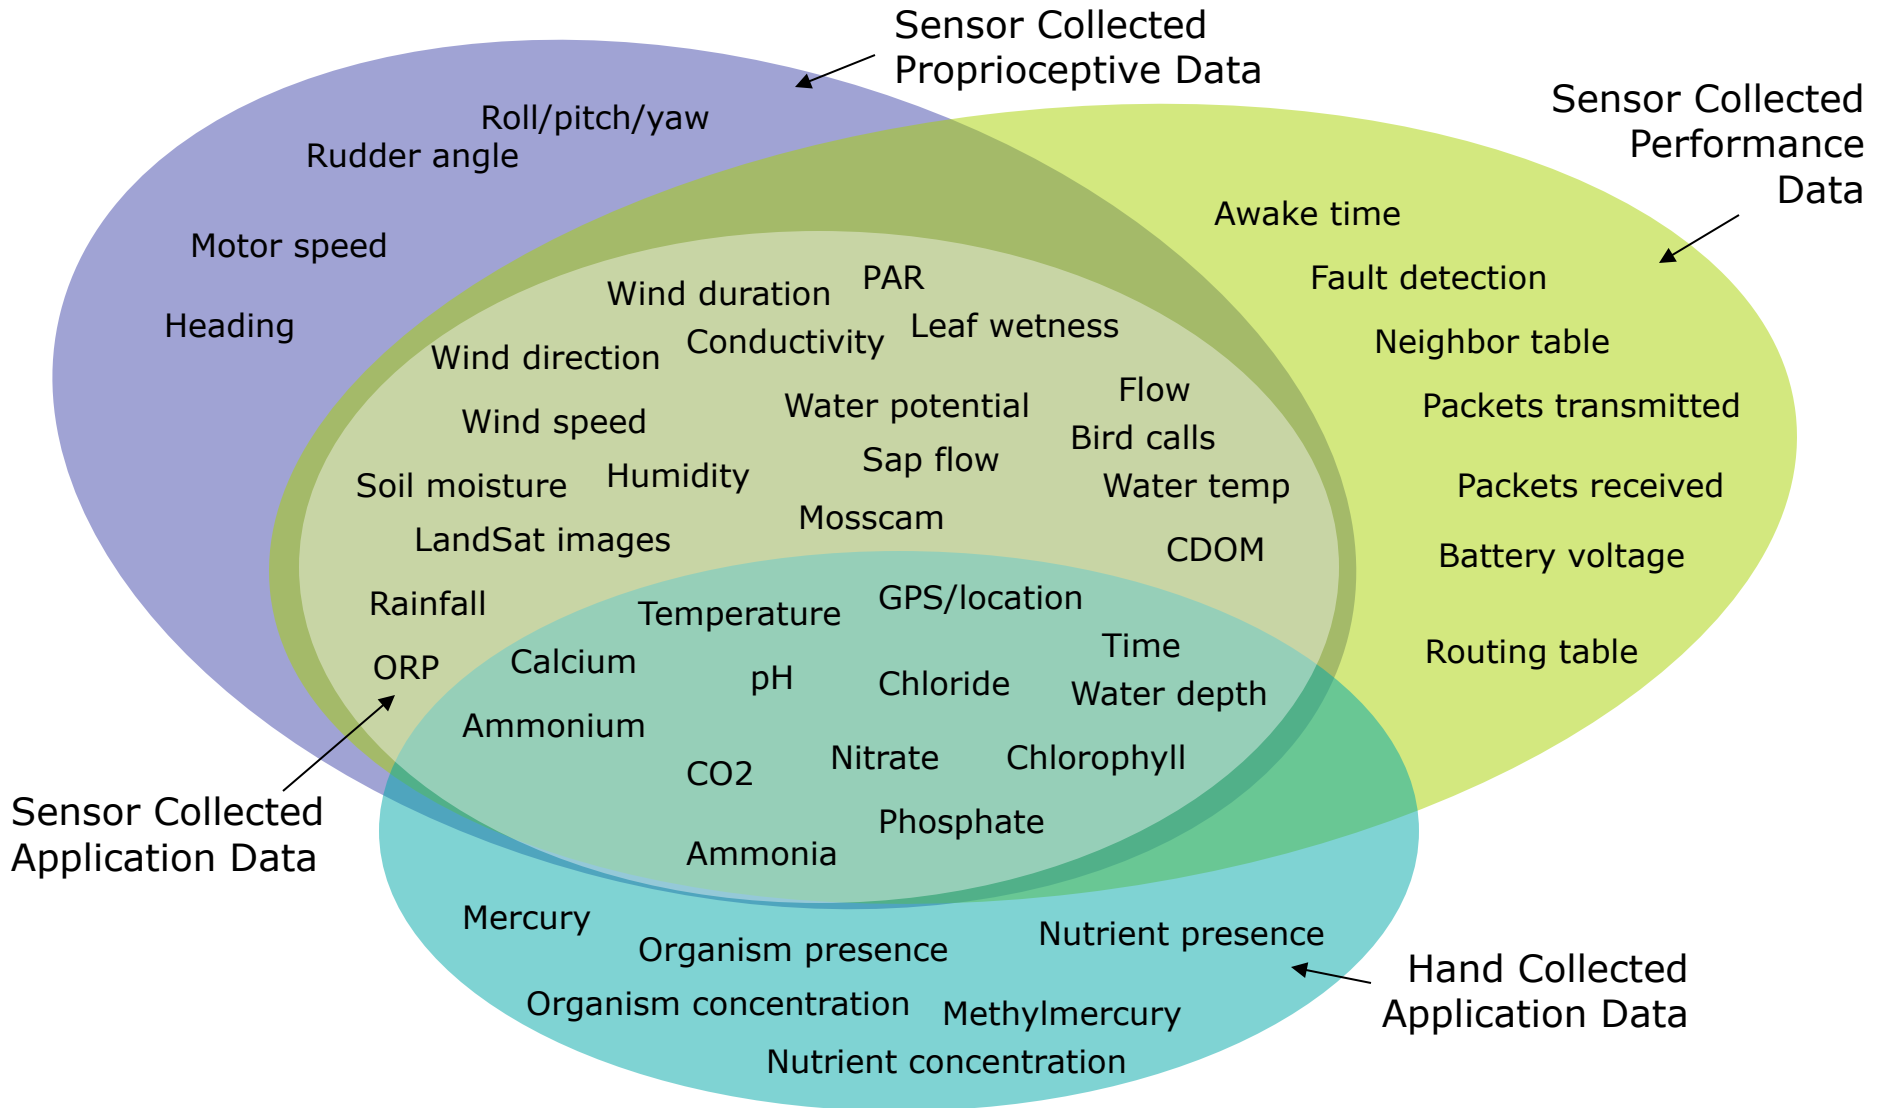 Sensor Collected
Proprioceptive Data
Sensor Collected
Performance
Data
Roll/pitch/yaw
Rudder angle
Motor speed
Heading
Awake time
Fault detection
Neighbor table
Packets transmitted
Packets received
Battery voltage
Routing table
PAR
Wind duration
Leaf wetness
Conductivity
Wind direction
Flow
Water potential
Wind speed
Bird calls
Sap flow
Humidity
Soil moisture
Water temp
Mosscam
LandSat images
CDOM
Rainfall
ORP
GPS/location
Temperature
Time
Calcium
pH
Chloride
Water depth
Ammonium
Nitrate
Chlorophyll
CO2
Phosphate
Ammonia
Sensor Collected
Application Data
Mercury
Nutrient presence
Organism presence
Organism concentration
Methylmercury
Nutrient concentration
Hand Collected
Application Data